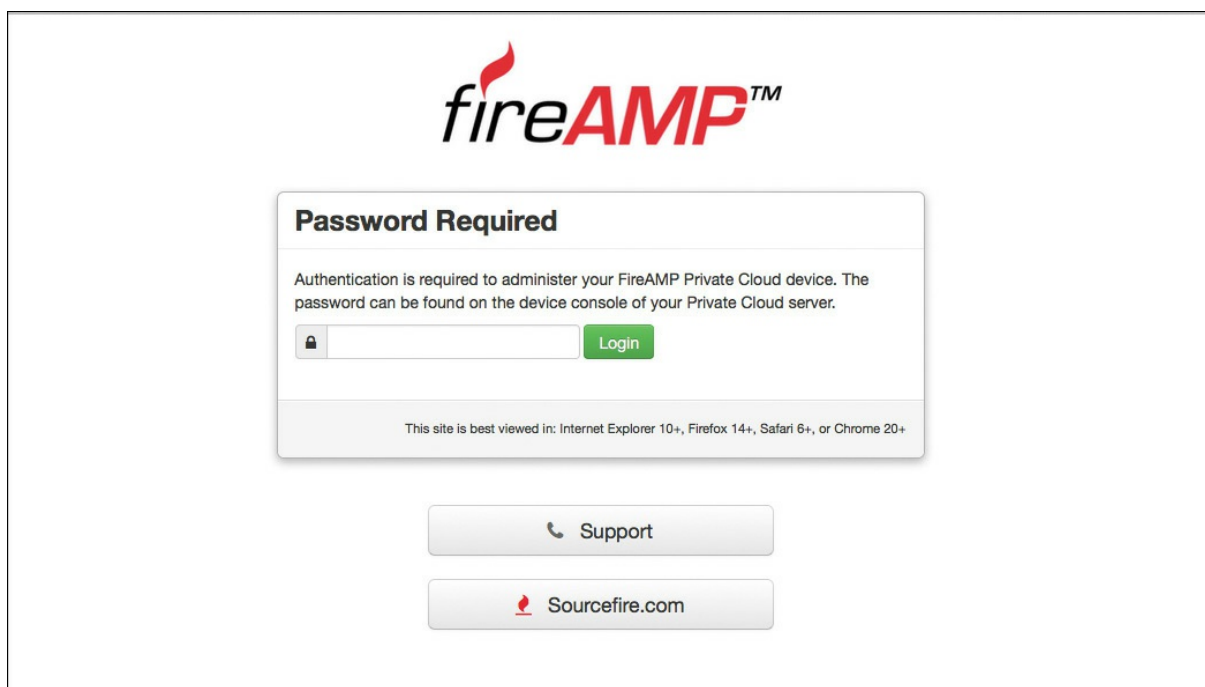 fireAMP™
Password Required
Authentication is required to administer your FireAMP Private Cloud device. The
password can be found on the device console of your Private Cloud server.
Login
This site is best viewed in: Internet Explorer 10+, Firefox 14+, Safari 6+, or Chrome 20+
Support
Sourcefire.com